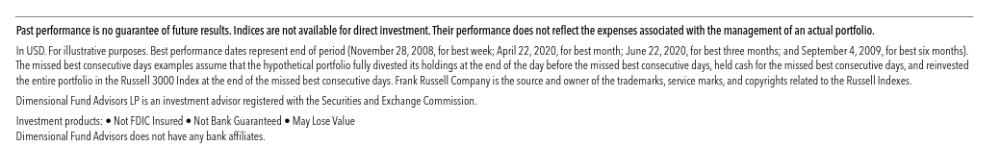 Past performance is no guarantee of future results. Indices are not available for direct investment. Their performance does not reflect the expenses associated with the management of an actual portfolio.
In USD. For illustrative purposes. Best performance dates represent end of period (November 28, 2008, for best week; April 22, 2020, for best month; June 22, 2020, for best three months; and September 4, 2009, for best six months).
The missed best consecutive days examples assume that the hypothetical portfolio fully divested its holdings at the end of the day before the missed best consecutive days, held cash for the missed best consecutive days, and reinvested
the entire portfolio in the Russell 3000 Index at the end of the missed best consecutive days. Frank Russell Company is the source and owner of the trademarks, service marks, and copyrights related to the Russell Indexes.
Dimensional Fund Advisors LP is an investment advisor registered with the Securities and Exchange Commission.
Investment products: • Not FDIC Insured • Not Bank Guaranteed • May Lose Value
Dimensional Fund Advisors does not have any bank affiliates.